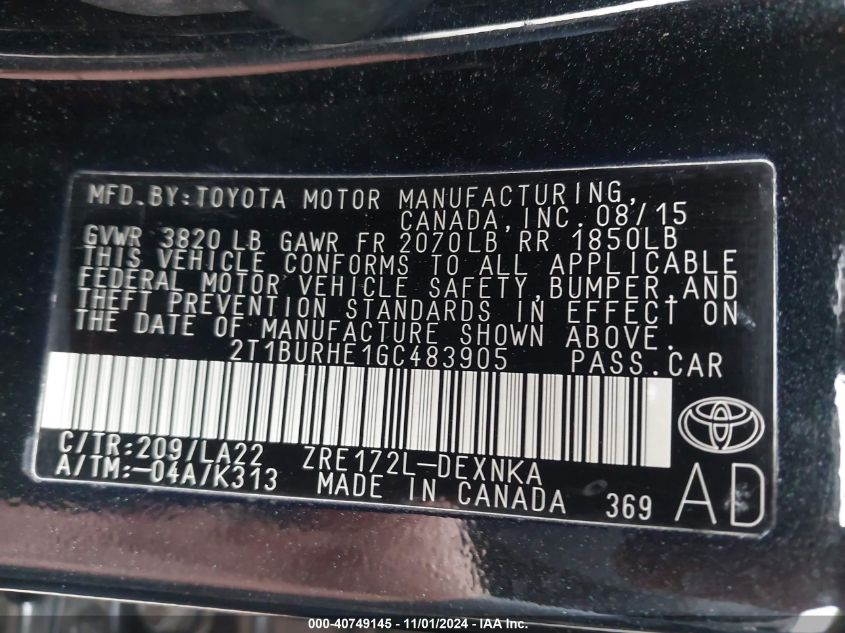 MFD.BY:TOYOTA MOTOR MANUFACTURING,
CANADA,INC. 08/15
GVWR 3820 LB GAWR FR 2070LB RR 1850LB
THIS VEHICLE CONFORMS TO ALL APPLICABLE
FEDERAL MOTOR VEHICLE SAFETY,BUMPER,AND
THEFT PREVENTION STANDARDS IN EFFECT ON
THE DATE OF MANUFACTURE SHOWN ABOVE.
2T1BURHE1GC483905 PASS.CAR
C/TR:209/LA22 ZRE172L-DEXNKA
A/TM:-04A/K313 MADE IN CANADA 369 AD
000-40749145 - 11/01/2024 - IAA Inc.